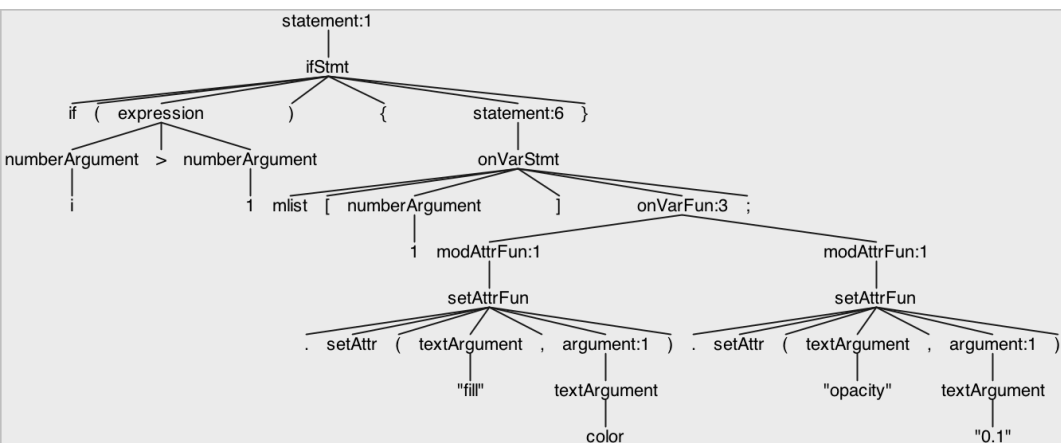 statement:1
ifStmt
if ( expression ) { statement:6 }
numberArgument > numberArgument onVarStmt
i 1 mlist [ numberArgument ] onVarFun:3 ;
1 modAttrFun:1 modAttrFun:1
setAttrFun setAttrFun
. setAttr ( textArgument , argument:1 ) . setAttr ( textArgument , argument:1 )
"fill" textArgument "opacity" textArgument
color "0.1"